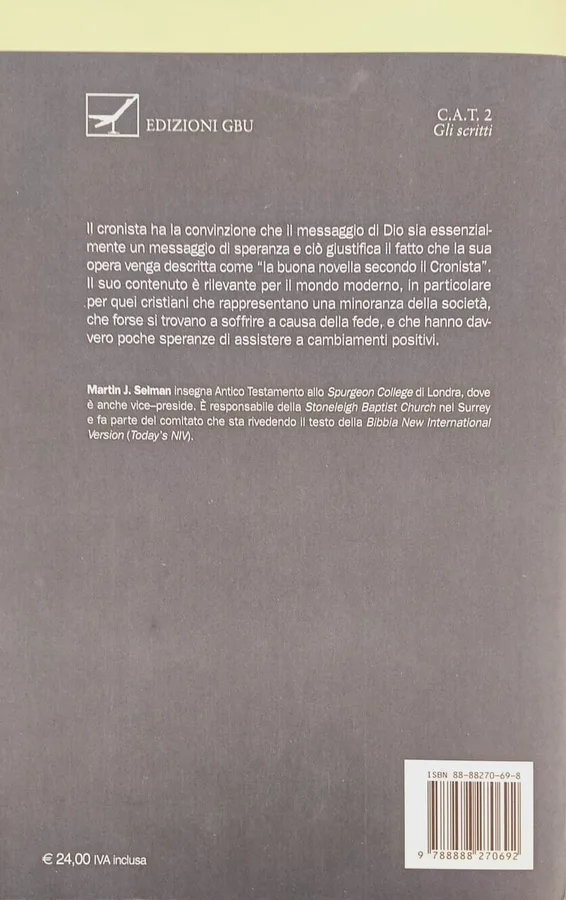 EDIZIONI GBU
C.A.T. 2
Gli scritti
Il cronista ha la convinzione che il messaggio di Dio sia essenzial-
mente un messaggio di speranza e ciò giustifica il fatto che la sua
opera venga descritta come “la buona novella secondo il Cronista”.
Il suo contenuto è rilevante per il mondo moderno, in particolare
per quei cristiani che rappresentano una minoranza della società,
che forse si trovano a soffrire a causa della fede, e che hanno dav-
vero poche speranze di assistere a cambiamenti positivi.
Martin J. Selman insegna Antico Testamento allo Spurgeon College di Londra, dove
è anche vice–preside. È responsabile della Stoneleigh Baptist Church nel Surrey
e fa parte del comitato che sta rivedendo il testo della Bibbia New International
Version (Today's NIV).
ISBN 88-88270-69-8
9 788888 270692
€ 24,00 IVA inclusa